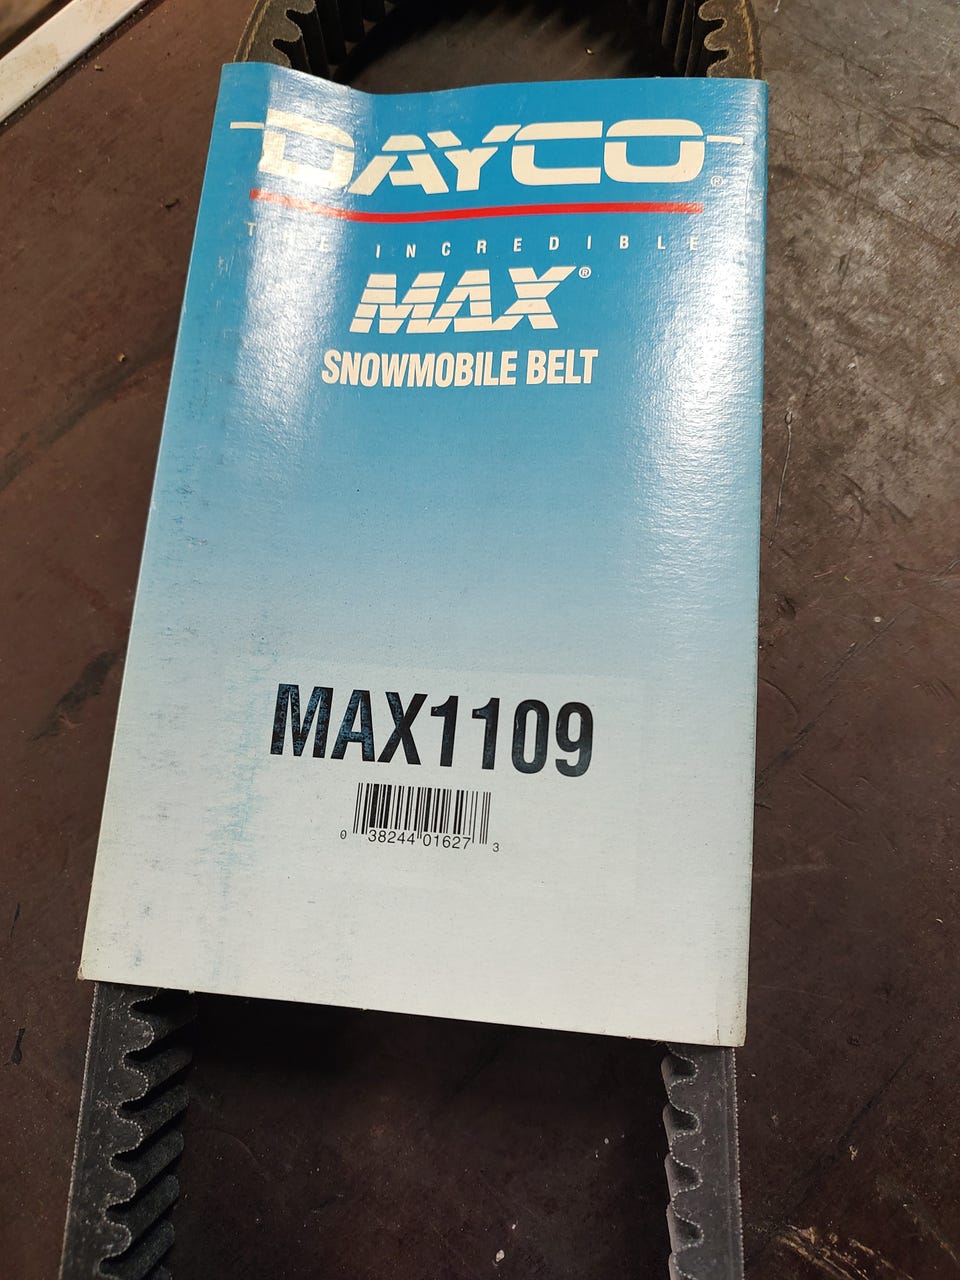 DAYCO®
THE INCREDIBLE
MAX®
SNOWMOBILE BELT
MAX1109
0 38244 01627 3